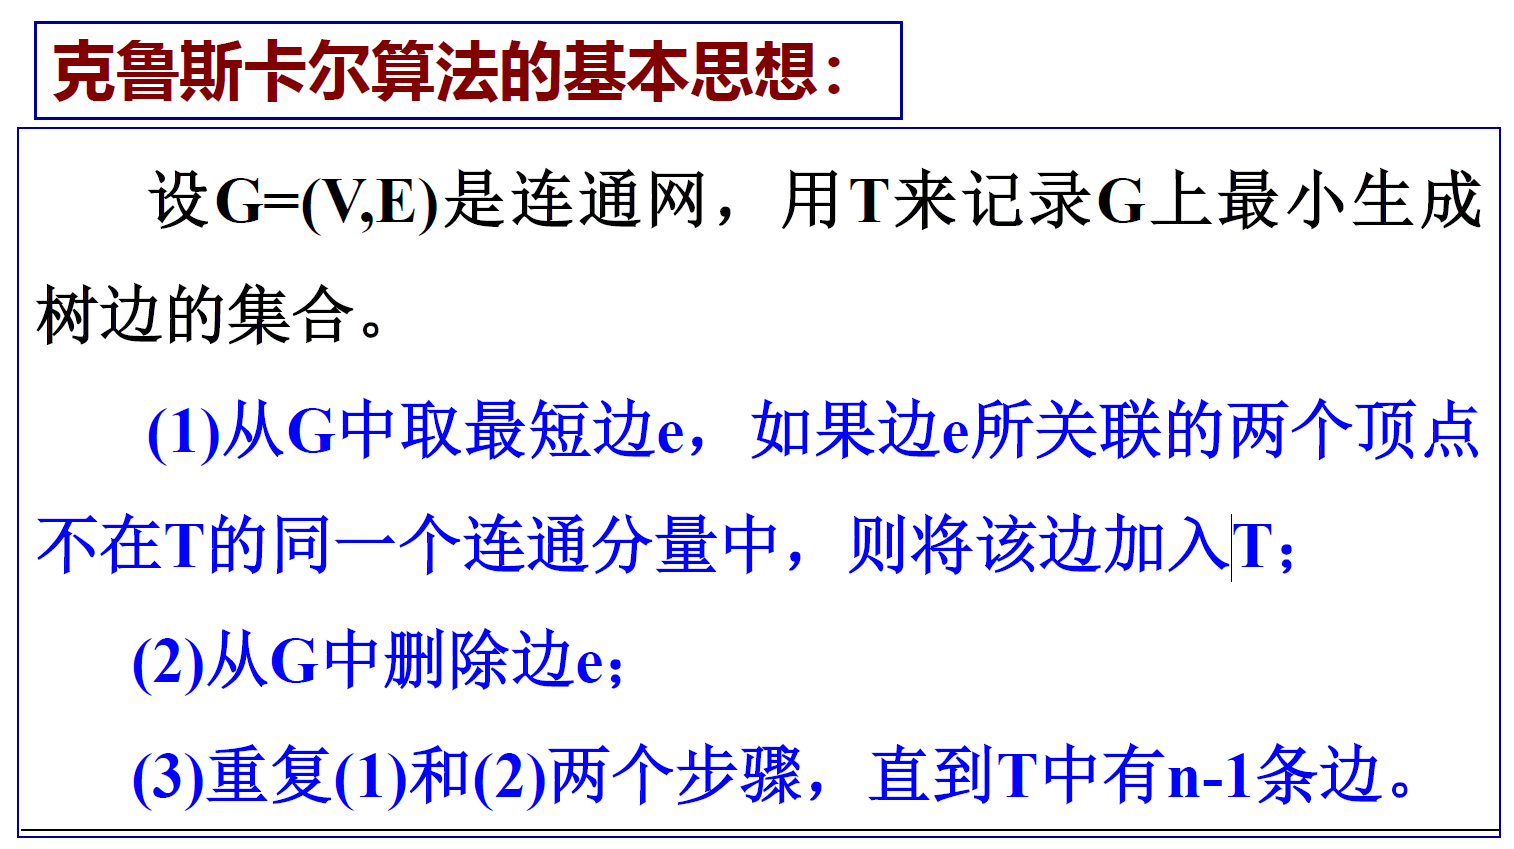 克鲁斯卡尔算法的基本思想：
设G=(V,E)是连通网，用T来记录G上最小生成
树边的集合。
(1)从G中取最短边e，如果边e所关联的两个顶点
不在T的同一个连通分量中，则将该边加入T；
(2)从G中删除边e；
(3)重复(1)和(2)两个步骤，直到T中有n-1条边。